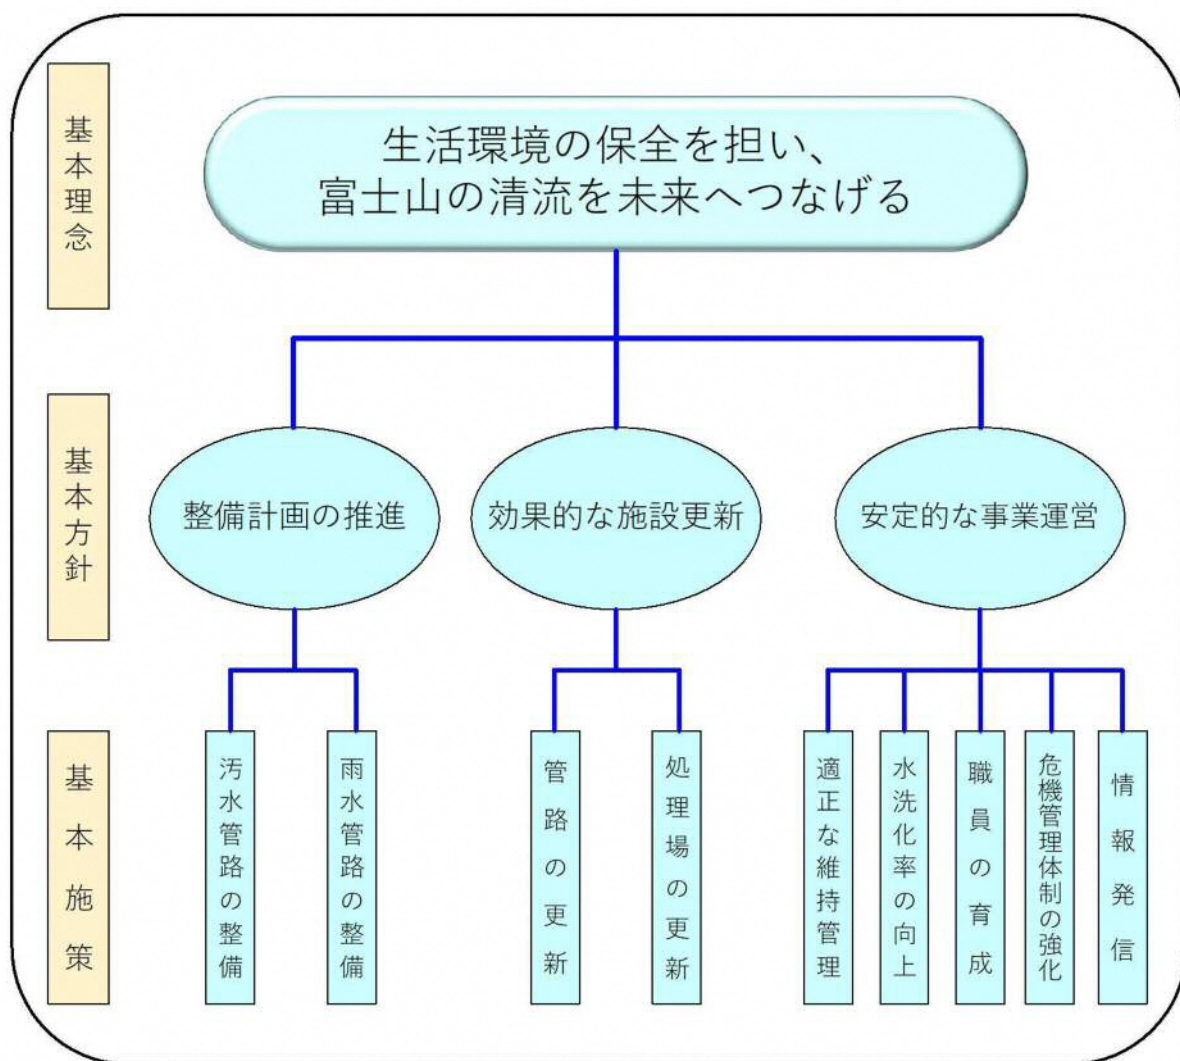 基本理念
生活環境の保全を担い、
富士山の清流を未来へつなげる
基本方針
整備計画の推進
効果的な施設更新
安定的な事業運営
基本施策
汚水管路の整備
雨水管路の整備
管路の更新
処理場の更新
適正な維持管理
水洗化率の向上
職員の育成
危機管理体制の強化
情報発信